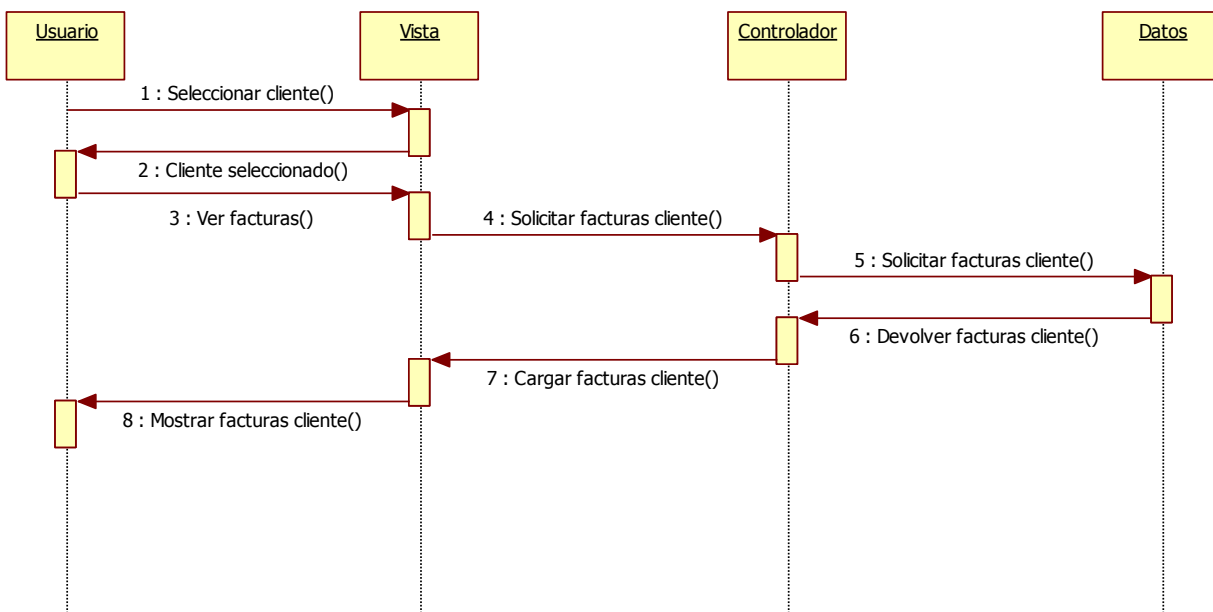 Usuario
Vista
Controlador
Datos
1 : Seleccionar cliente()
2 : Cliente seleccionado()
3 : Ver facturas()
4 : Solicitar facturas cliente()
5 : Solicitar facturas cliente()
6 : Devolver facturas cliente()
7 : Cargar facturas cliente()
8 : Mostrar facturas cliente()